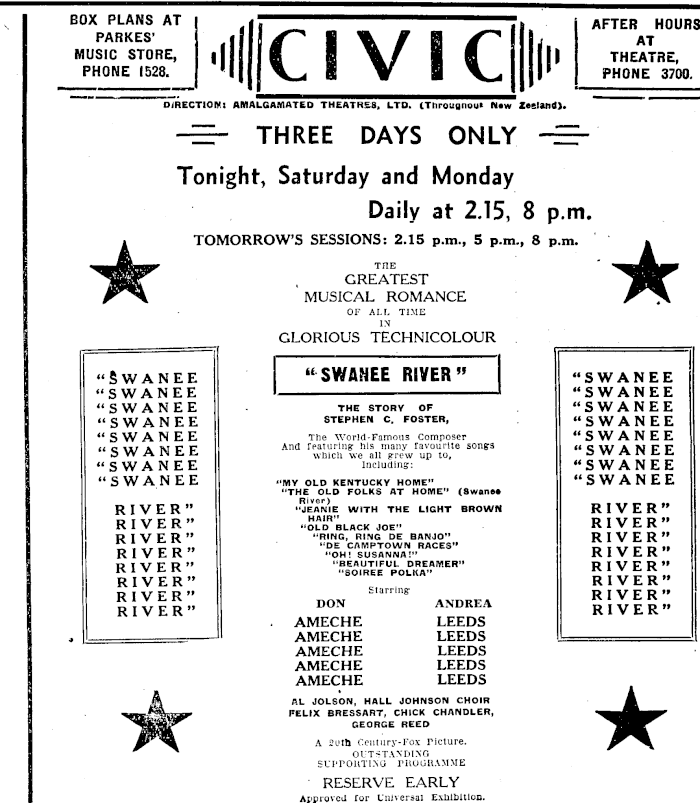 BOX PLANS AT
PARKES'
MUSIC STORE,
PHONE 1528.
CIVIC
AFTER HOURS
AT
THEATRE,
PHONE 3700.
DIRECTION: AMALGAMATED THEATRES, LTD. (Throughout New Zealand).
THREE DAYS ONLY
Tonight, Saturday and Monday
Daily at 2.15, 8 p.m.
TOMORROW'S SESSIONS: 2.15 p.m., 5 p.m., 8 p.m.
THE
GREATEST
MUSICAL ROMANCE
OF ALL TIME
IN
GLORIOUS TECHNICOLOUR
"SWANEE
"SWANEE
"SWANEE
"SWANEE
"SWANEE
"SWANEE
"SWANEE
"SWANEE
RIVER"
RIVER"
RIVER"
RIVER"
RIVER"
RIVER"
RIVER"
RIVER"
"SWANEE RIVER"
THE STORY OF
STEPHEN C. FOSTER,
The World-Famous Composer
And featuring his many favourite songs
which we all grew up to,
Including:
"MY OLD KENTUCKY HOME"
"THE OLD FOLKS AT HOME" (Swanee
River)
"JEANIE WITH THE LIGHT BROWN
HAIR"
"OLD BLACK JOE"
"RING, RING DE BANJO"
"DE CAMPTOWN RACES"
"OH! SUSANNA!"
"BEAUTIFUL DREAMER"
"SOIREE POLKA"
Starring
DON ANDREA
AMECHE LEEDS
AMECHE LEEDS
AMECHE LEEDS
AMECHE LEEDS
AMECHE LEEDS
AL JOLSON, HALL JOHNSON CHOIR
FELIX BRESSART, CHICK CHANDLER,
GEORGE REED
A 20th Century-Fox Picture.
OUTSTANDING
SUPPORTING PROGRAMME
RESERVE EARLY
Approved for Universal Exhibition.
"SWANEE
"SWANEE
"SWANEE
"SWANEE
"SWANEE
"SWANEE
"SWANEE
"SWANEE
RIVER"
RIVER"
RIVER"
RIVER"
RIVER"
RIVER"
RIVER"
RIVER"